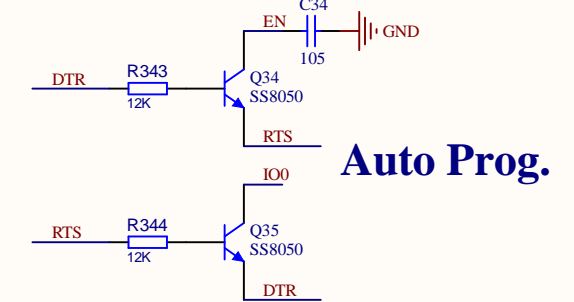 C34
EN
GND
105
R343
DTR
12K
Q34
SS8050
RTS
Auto Prog.
IO0
R344
RTS
12K
Q35
SS8050
DTR